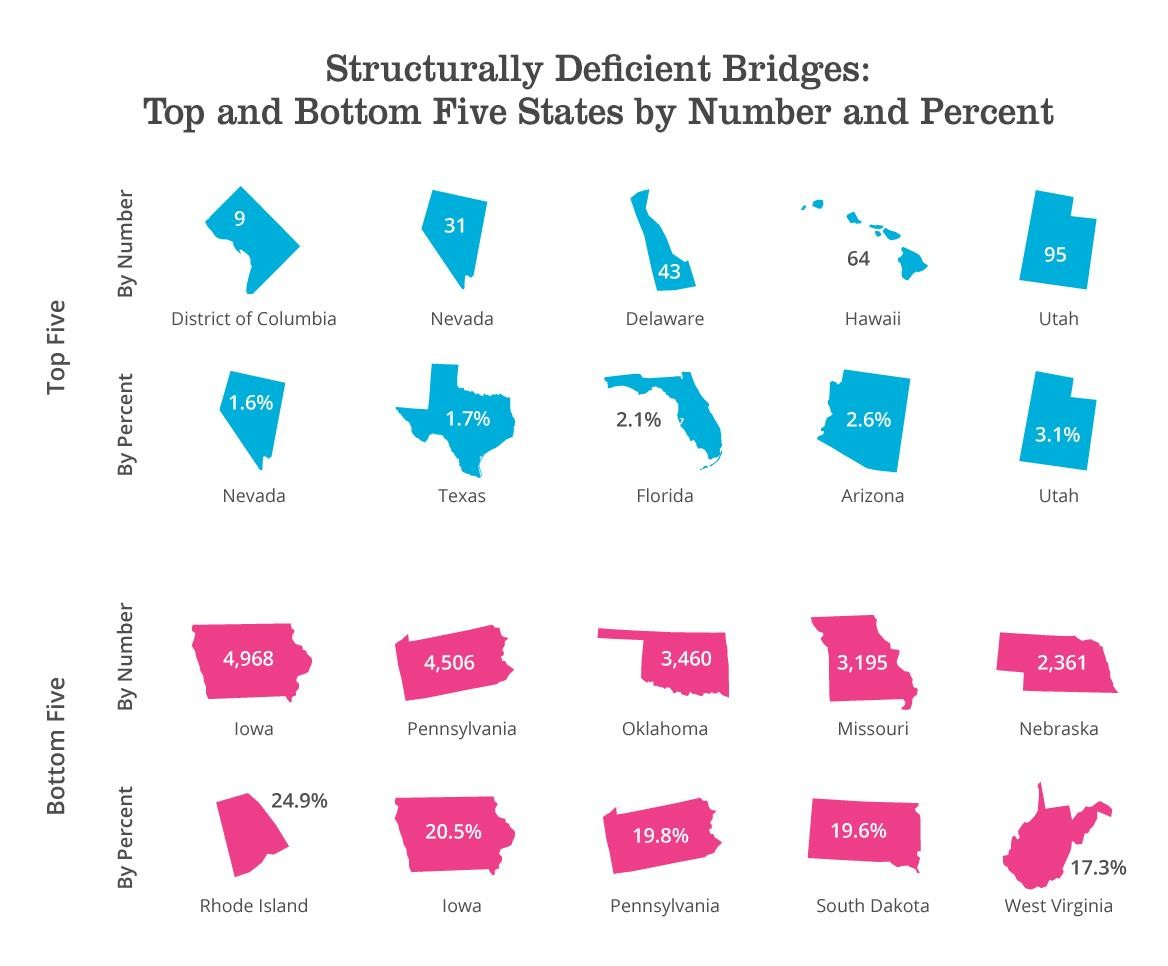 Structurally Deficient Bridges:
Top and Bottom Five States by Number and Percent
Top Five
By Number
9
31
43
64
95
District of Columbia
Nevada
Delaware
Hawaii
Utah
By Percent
1.6%
1.7%
2.1%
2.6%
3.1%
Nevada
Texas
Florida
Arizona
Utah
Bottom Five
By Number
4,968
4,506
3,460
3,195
2,361
Iowa
Pennsylvania
Oklahoma
Missouri
Nebraska
By Percent
24.9%
20.5%
19.8%
19.6%
17.3%
Rhode Island
Iowa
Pennsylvania
South Dakota
West Virginia